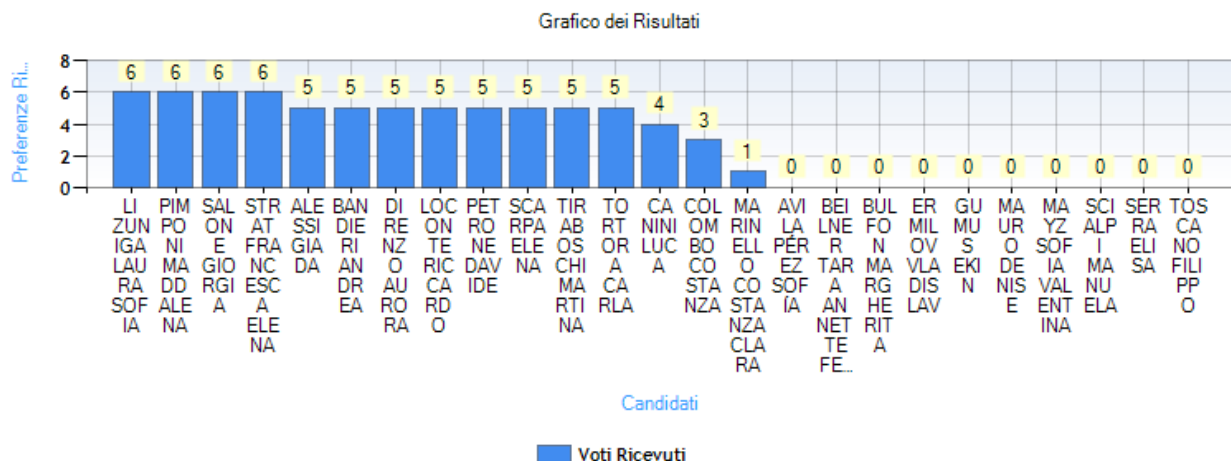 Grafico dei Risultati
Preferenze Ri...
8
6
4
2
0
6
6
6
6
5
5
5
5
5
5
5
5
4
3
1
0
0
0
0
0
0
0
0
0
0
LI
ZUNI
GALAU
RA
SOF
IA
PIM
PO
NI
MADD
ALE
NA
SAL
ON
E
GIO
RGI
A
STR
AT
FRA
NC
ESC
A
ELE
NA
ALE
SSI
GIA
DA
BAN
DIE
RI
AN
DR
EA
DI
RE
NZ
O AU
RO
RA
LOC
ON
TE
RIC
CA
RD
O
PET
RO
NE
DAV
IDE
SCA
RPA
ELE
NA
TIR
AB
OS
CHI
MA
RTI
NA
TO
RT
OR
A
CA
RLA
CA
NINI
LUC
A
COL
OM
BO
CO
STA
NZA
MA
RIN
ELL
O
CO
STA
NZA
CLA
RA
AVI
LA
PÉR
EZ
SOF
ÍA
BEI
LNE
R
TAR
A
AN
NET
TE
FE...
BUL
FO
N
MA
RG
HE
RIT
A
ER
MIL
OV
VLA
DIS
LAV
GU
MU
S
EKI
N
MA
UR
O
DE
NIS
E
MA
YZ
SO
FIA
VAL
ENT
INA
SCI
ALP
I
MA
NU
ELA
SER
RA
ELI
SA
TOS
CA
NO
FILI
PP
O
Candidati
Voti Ricevuti